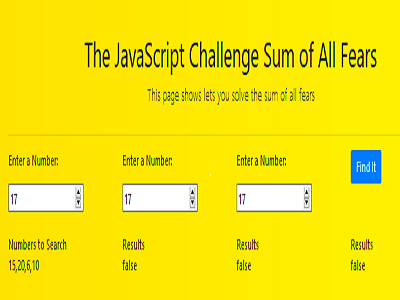 The JavaScript Challenge Sum of All Fears
This page shows lets you solve the sum of all fears
Enter a Number: Enter a Number: Enter a Number: Find It
17 17 17
Numbers to Search Results Results Results
15,20,6,10 false false false